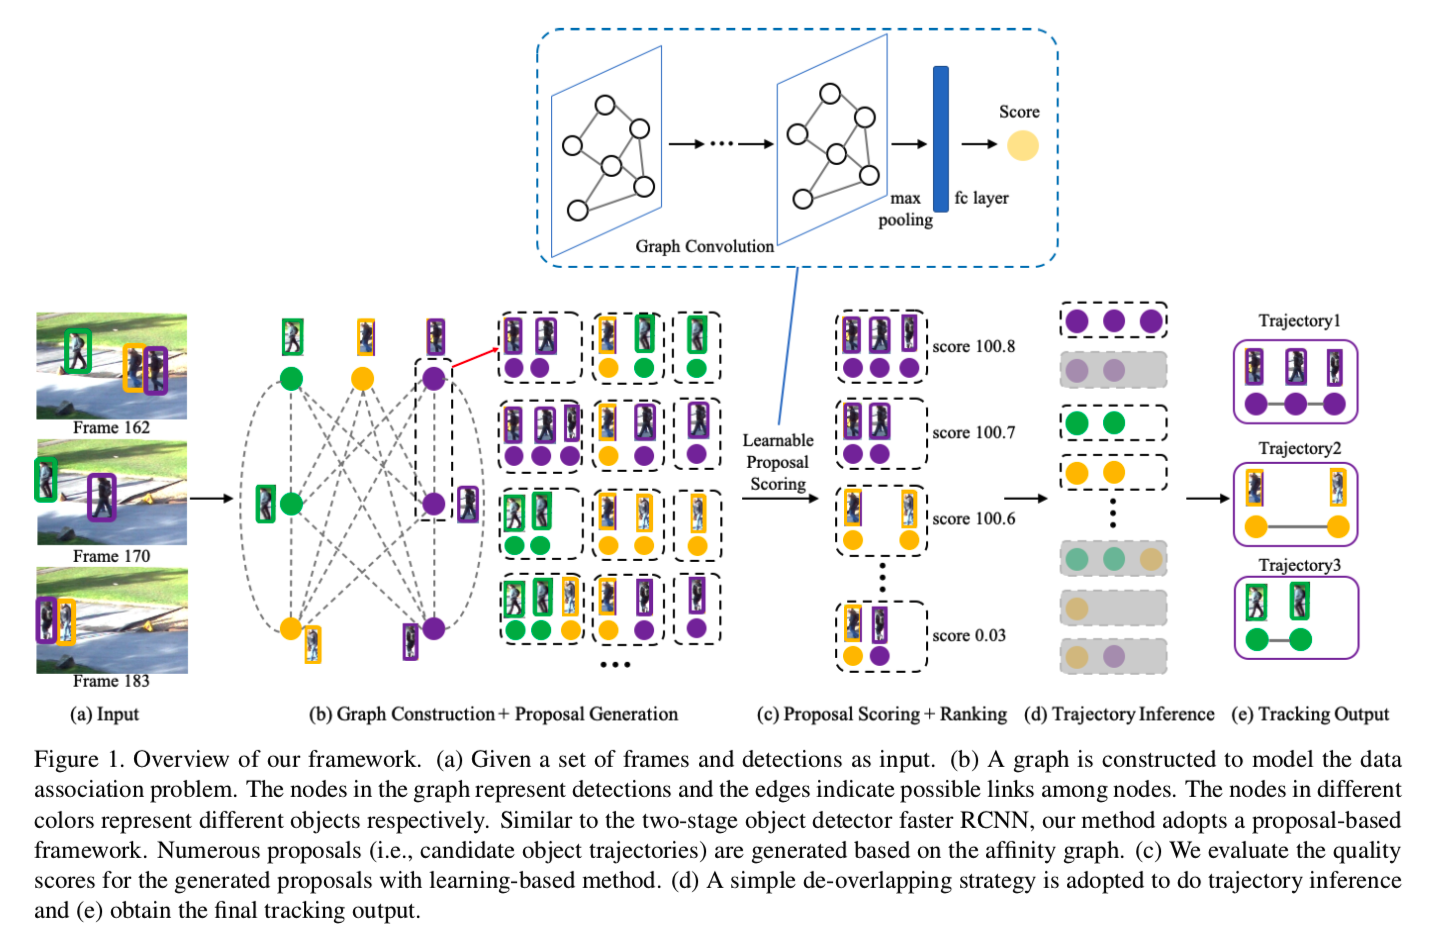 Score
max
pooling
fc layer
Graph Convolution
Frame 162
Frame 170
Frame 183
Learnable
Proposal
Scoring
score 100.8
score 100.7
score 100.6
score 0.03
Trajectory1
Trajectory2
Trajectory3
(a) Input
(b) Graph Construction + Proposal Generation
(c) Proposal Scoring + Ranking
(d) Trajectory Inference
(e) Tracking Output
Figure 1. Overview of our framework. (a) Given a set of frames and detections as input. (b) A graph is constructed to model the data
association problem. The nodes in the graph represent detections and the edges indicate possible links among nodes. The nodes in different
colors represent different objects respectively. Similar to the two-stage object detector faster RCNN, our method adopts a proposal-based
framework. Numerous proposals (i.e., candidate object trajectories) are generated based on the affinity graph. (c) We evaluate the quality
scores for the generated proposals with learning-based method. (d) A simple de-overlapping strategy is adopted to do trajectory inference
and (e) obtain the final tracking output.